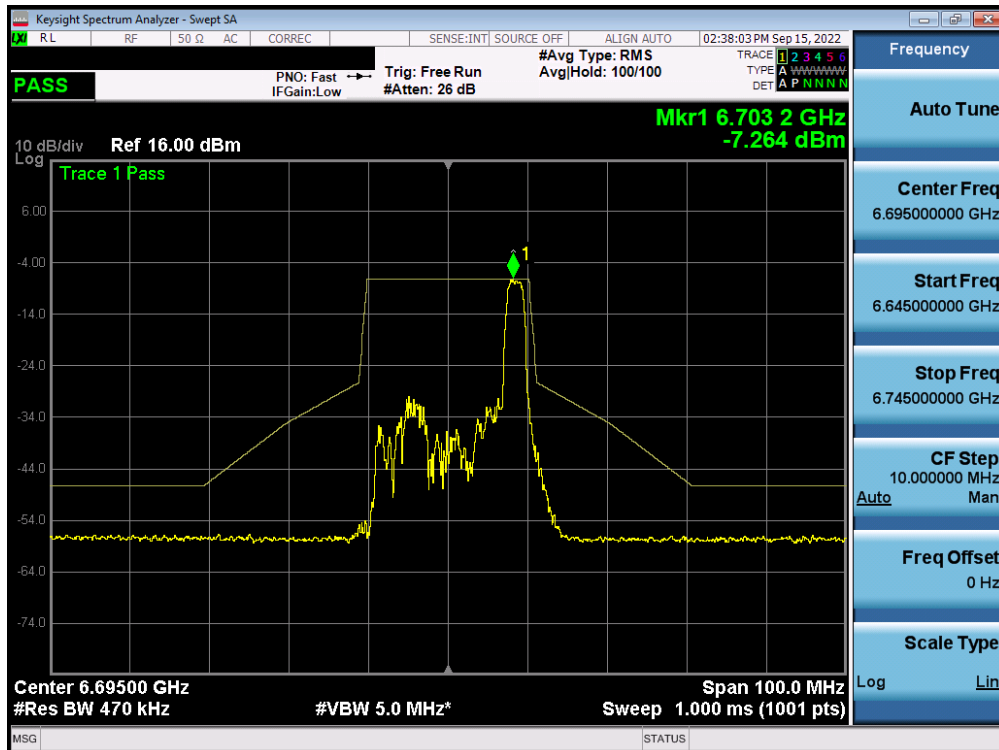 Keysight Spectrum Analyzer - Swept SA
LXI RL RF 50 Ω AC CORREC SENSE:INT SOURCE OFF ALIGN AUTO 02:38:03 PM Sep 15, 2022
#Avg Type: RMS TRACE 1 2 3 4 5 6
PNO: Fast Trig: Free Run Avg|Hold: 100/100 TYPE A WWWWW
PASS IFGain:Low #Atten: 26 dB DET A P N N N N
Mkr1 6.703 2 GHz
-7.264 dBm
10 dB/div Ref 16.00 dBm
Log
Trace 1 Pass
1
6.00
-4.00
-14.0
-24.0
-34.0
-44.0
-54.0
-64.0
-74.0
Center 6.69500 GHz Span 100.0 MHz
#Res BW 470 kHz #VBW 5.0 MHz* Sweep 1.000 ms (1001 pts)
MSG STATUS
Frequency
Auto Tune
Center Freq
6.695000000 GHz
Start Freq
6.645000000 GHz
Stop Freq
6.745000000 GHz
CF Step
10.000000 MHz
Auto Man
Freq Offset
0 Hz
Scale Type
Log Lin